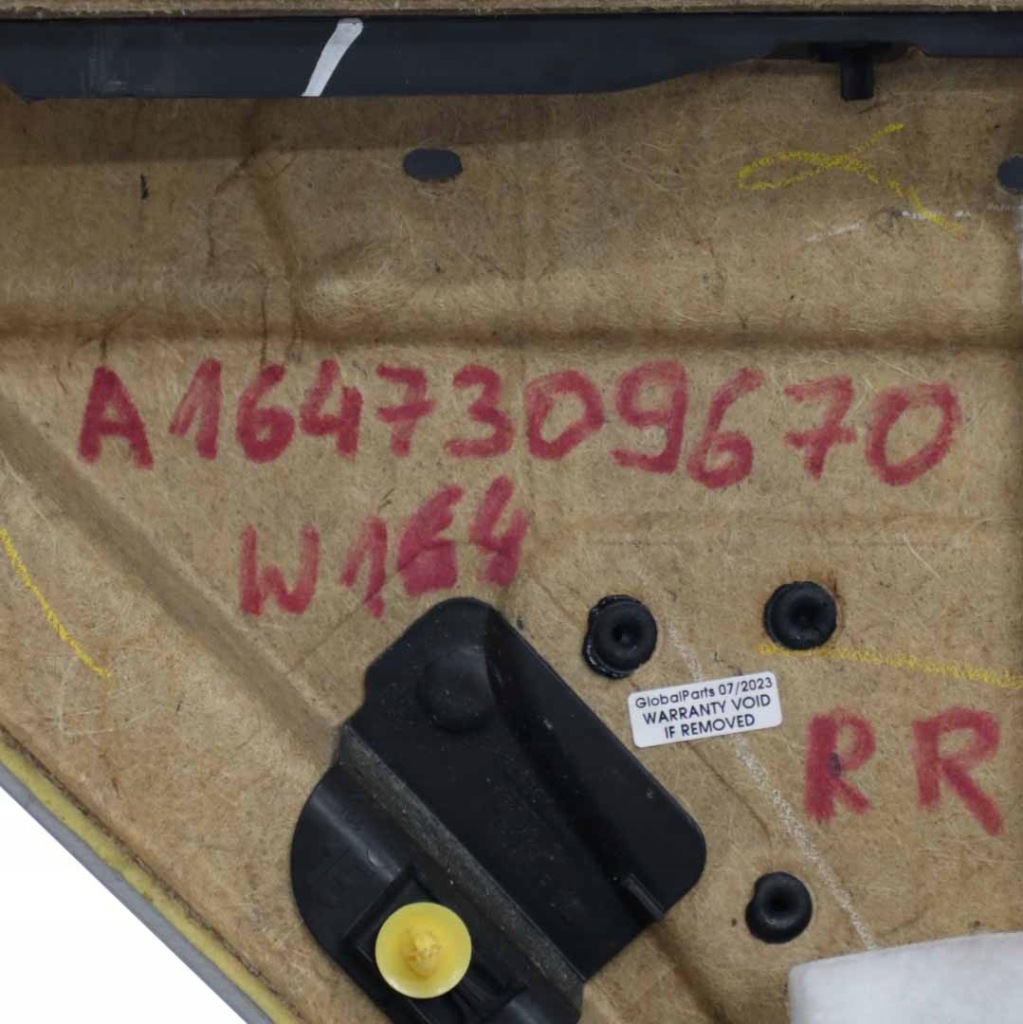 A1647309670
W164
GlobalParts 07/2023
WARRANTY VOID
IF REMOVED
RR